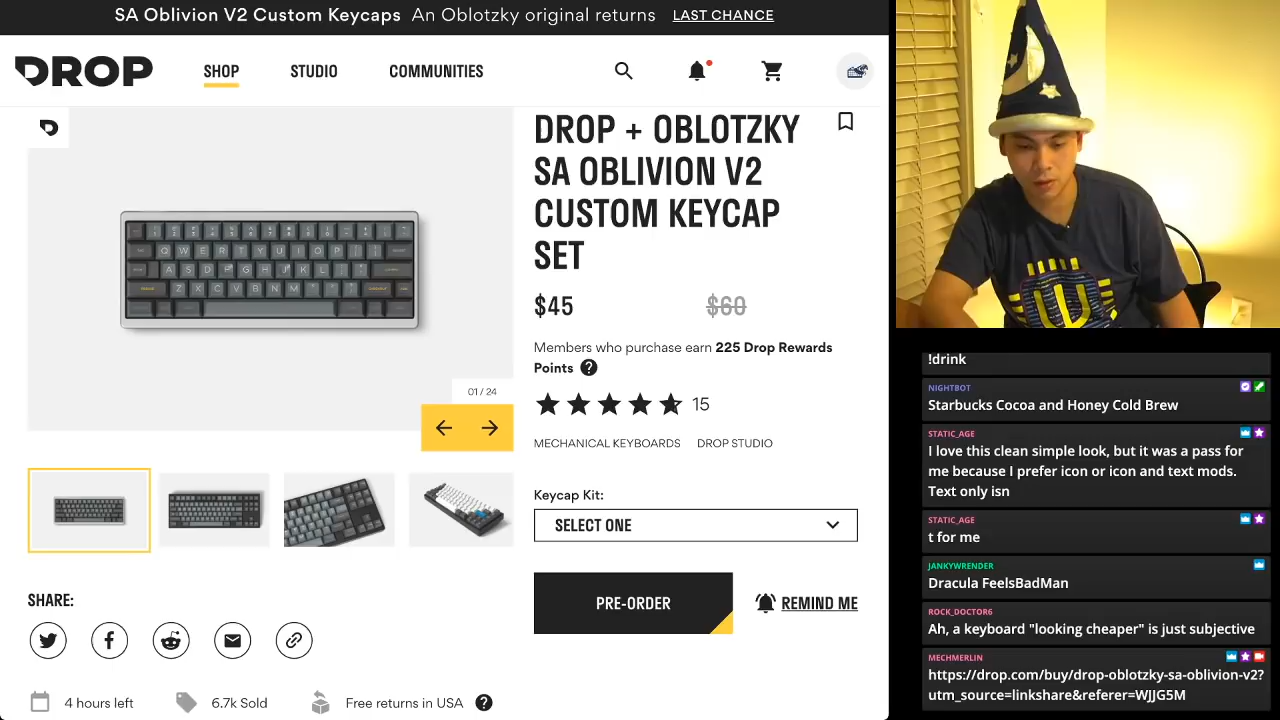 SA Oblivion V2 Custom Keycaps An Oblotzky original returns LAST CHANCE
DROP
SHOP
STUDIO
COMMUNITIES
DROP + OBLOTZKY
SA OBLIVION V2
CUSTOM KEYCAP
SET
$45
$60
Members who purchase earn 225 Drop Rewards
Points ?
15
MECHANICAL KEYBOARDS DROP STUDIO
01 / 24
Q W E R T Y U I O P
A S D F G H J K L
Z X C V B N M
Keycap Kit:
SELECT ONE
PRE-ORDER
REMIND ME
SHARE:
4 hours left
6.7k Sold
Free returns in USA ?
!drink
NIGHTBOT
Starbucks Cocoa and Honey Cold Brew
STATIC_AGE
I love this clean simple look, but it was a pass for
me because I prefer icon or icon and text mods.
Text only isn
STATIC_AGE
t for me
JANKYWRENDER
Dracula FeelsBadMan
ROCK_DOCTOR6
Ah, a keyboard "looking cheaper" is just subjective
MECHMERLIN
https://drop.com/buy/drop-oblotzky-sa-oblivion-v2?
utm_source=linkshare&referer=WJJG5M